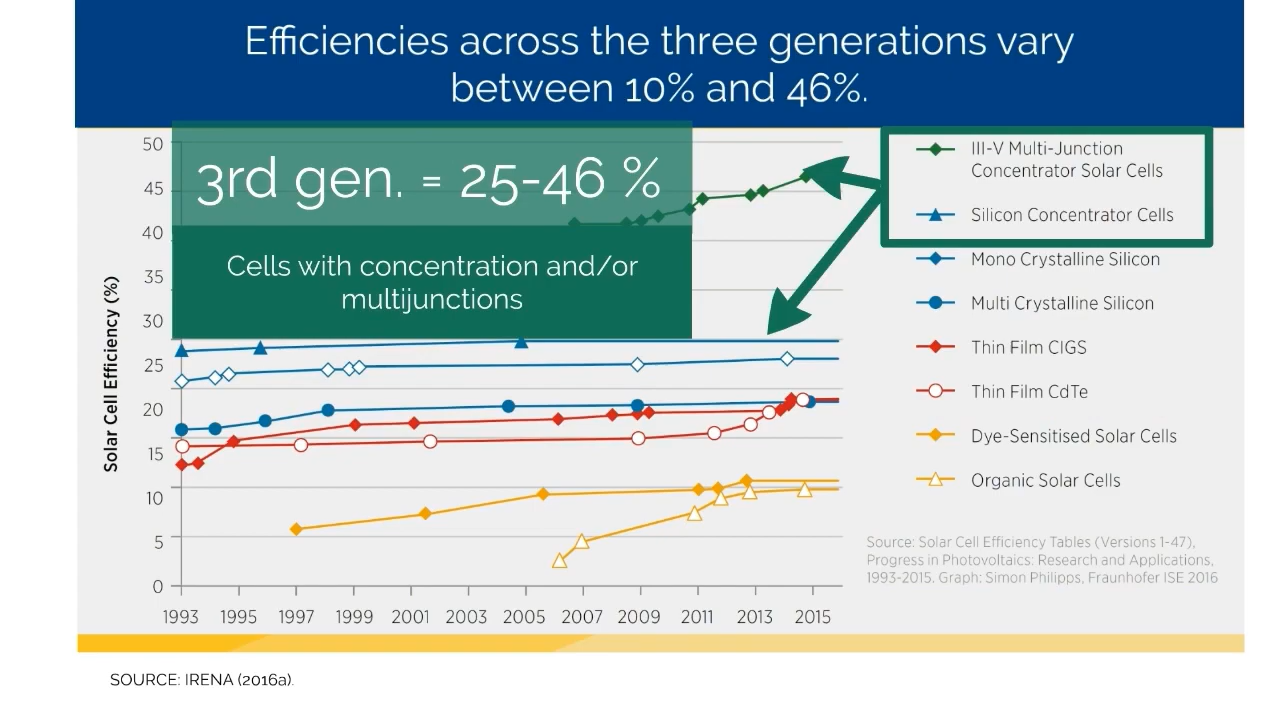 Efficiencies across the three generations vary
between 10% and 46%.
3rd gen. = 25-46 %
Cells with concentration and/or
multijunctions
Solar Cell Efficiency (%)
50
45
40
35
30
25
20
15
10
5
0
1993 1995 1997 1999 2001 2003 2005 2007 2009 2011 2013 2015
III-V Multi-Junction
Concentrator Solar Cells
Silicon Concentrator Cells
Mono Crystalline Silicon
Multi Crystalline Silicon
Thin Film CIGS
Thin Film CdTe
Dye-Sensitised Solar Cells
Organic Solar Cells
Source: Solar Cell Efficiency Tables (Versions 1-47),
Progress in Photovoltaics: Research and Applications,
1993-2015. Graph: Simon Philipps, Fraunhofer ISE 2016
SOURCE: IRENA (2016a).